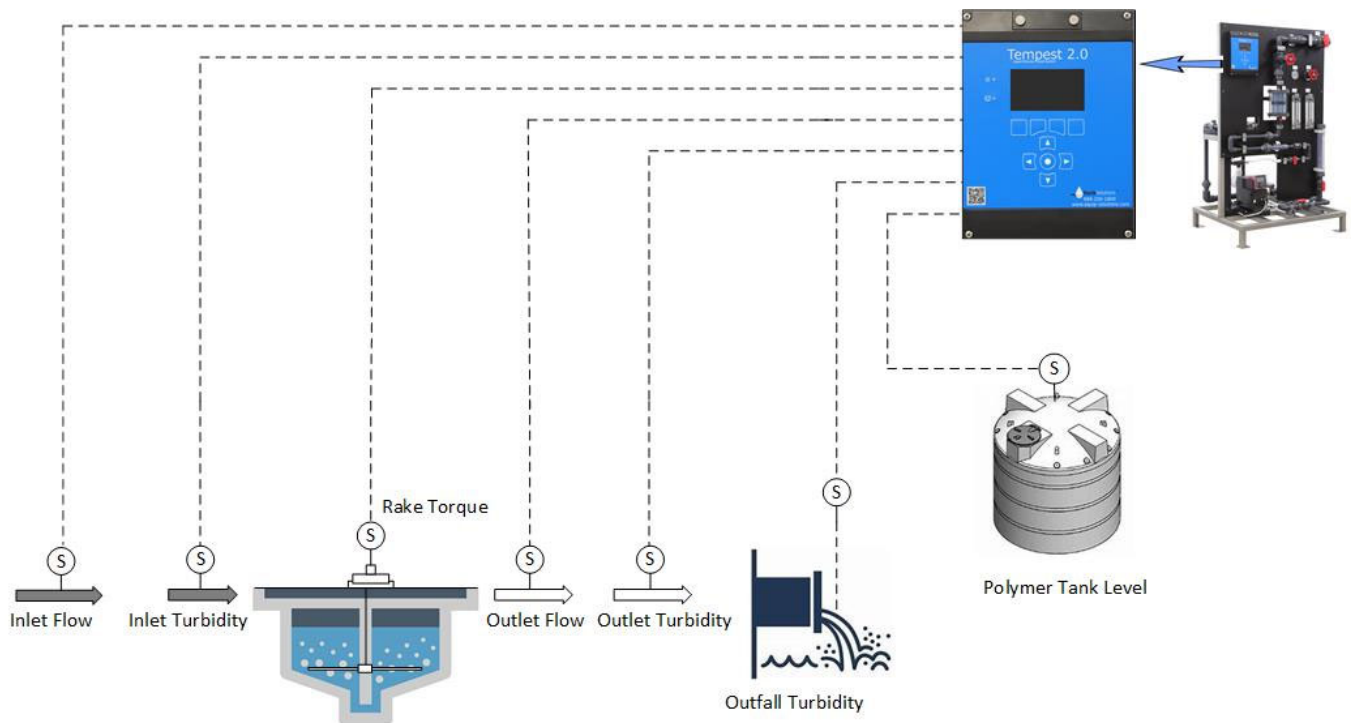 Tempest 2.0
Rake Torque
S
S
S
S
S
S
S
Inlet Flow
Inlet Turbidity
Outlet Flow
Outlet Turbidity
Outfall Turbidity
Polymer Tank Level